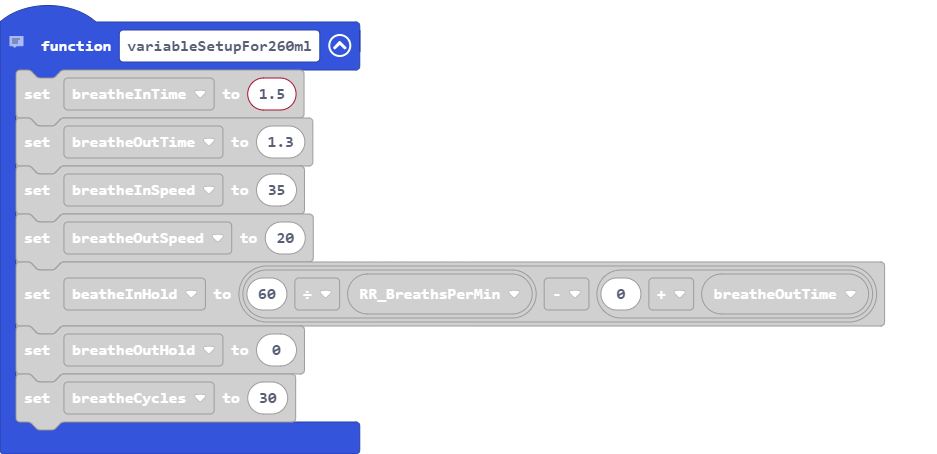 function variableSetupFor260ml
set breatheInTime to 1.5
set breatheOutTime to 1.3
set breatheInSpeed to 35
set breatheOutSpeed to 20
set beatheInHold to 60 ÷ RR_BreathsPerMin - 0 + breatheOutTime
set breatheOutHold to 0
set breatheCycles to 30